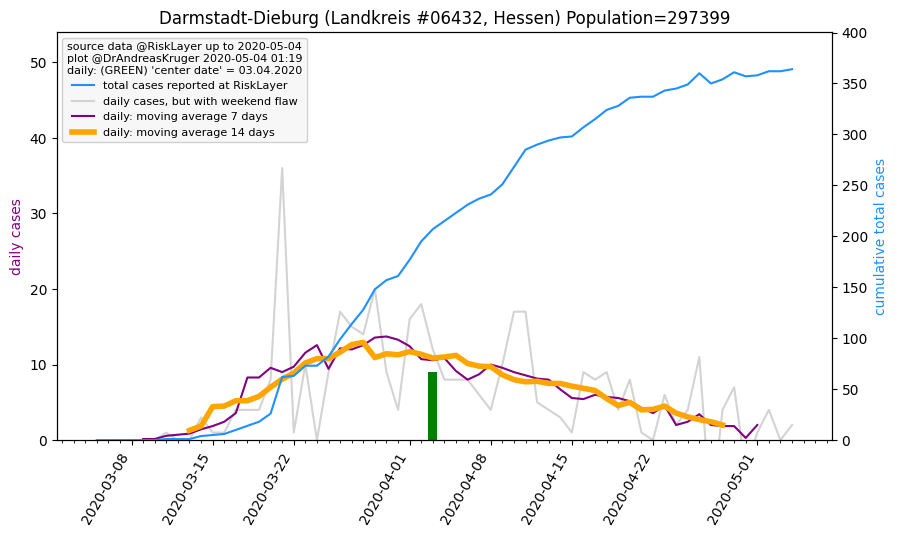 Darmstadt-Dieburg (Landkreis #06432, Hessen) Population=297399
source data @RiskLayer up to 2020-05-04
plot @DrAndreasKruger 2020-05-04 01:19
daily: (GREEN) 'center date' = 03.04.2020
total cases reported at RiskLayer
daily cases, but with weekend flaw
daily: moving average 7 days
daily: moving average 14 days
daily cases
50
40
30
20
10
0
cumulative total cases
400
350
300
250
200
150
100
50
0
2020-03-08
2020-03-15
2020-03-22
2020-04-01
2020-04-08
2020-04-15
2020-04-22
2020-05-01